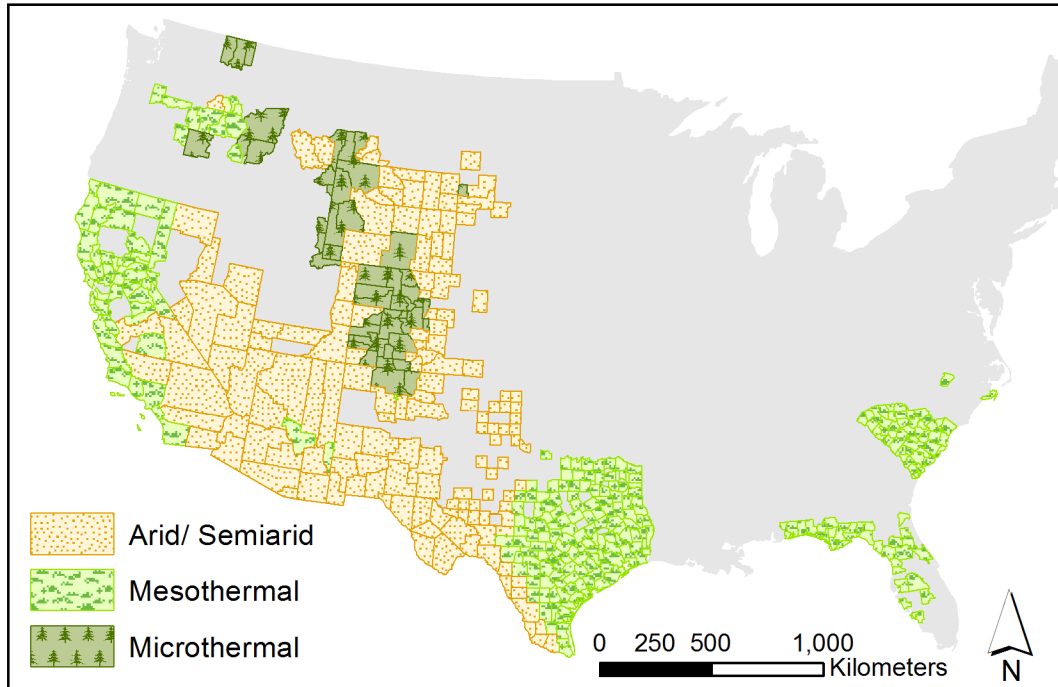 Arid/ Semiarid
Mesothermal
Microthermal
0 250 500 1,000
Kilometers
N